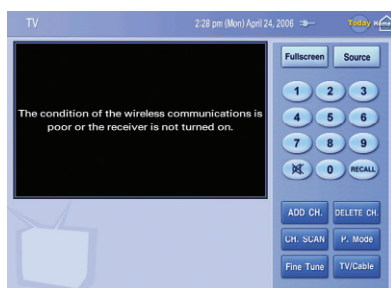 TV
2:28 pm (Mon) April 24, 2006
Today
Home
Fullscreen
Source
The condition of the wireless communications is
poor or the receiver is not turned on.
1 2 3
4 5 6
7 8 9
0 RECALL
ADD CH. DELETE CH.
CH. SCAN P. Mode
Fine Tune TV/Cable